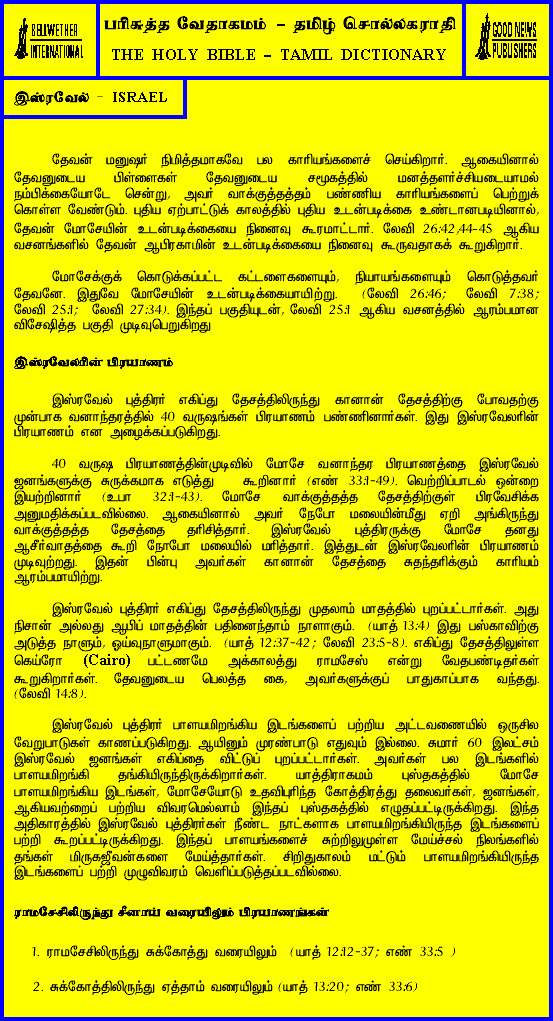 BELLWETHER
INTERNATIONAL
பரிசுத்த வேதாகமம் - தமிழ் சொல்லகராதி
THE HOLY BIBLE - TAMIL DICTIONARY
GOOD NEWS
PUBLISHERS
இஸ்ரவேல் - ISRAEL
தேவன் மனுஷர் நிமித்தமாகவே பல காரியங்களைச் செய்கிறார். ஆகையினால்
தேவனுடைய பிள்ளைகள் தேவனுடைய சமூகத்தில் மனத்தளர்ச்சியடையாமல்
நம்பிக்கையோடே சென்று, அவர் வாக்குத்தத்தம் பண்ணிய காரியங்களைப் பெற்றுக்
கொள்ள வேண்டும். புதிய ஏற்பாட்டுக் காலத்தில் புதிய உடன்படிக்கை உண்டானபடியினால்,
தேவன் மோசேயின் உடன்படிக்கையை நினைவு கூரமாட்டார். லேவி 26:42,44-45 ஆகிய
வசனங்களில் தேவன் ஆபிரகாமின் உடன்படிக்கையை நினைவு கூருவதாகக் கூறுகிறார்.
மோசேக்குக் கொடுக்கப்பட்ட கட்டளைகளையும், நியாயங்களையும் கொடுத்தவர்
தேவனே. இதுவே மோசேயின் உடன்படிக்கையாயிற்று. (லேவி 26:46; லேவி 7:38;
லேவி 25:1; லேவி 27:34). இந்தப் பகுதியுடன், லேவி 25:1 ஆகிய வசனத்தில் ஆரம்பமான
விசேஷித்த பகுதி முடிவுபெறுகிறது
இஸ்ரவேலரின் பிரயாணம்
இஸ்ரவேல் புத்திரர் எகிப்து தேசத்திலிருந்து கானான் தேசத்திற்கு போவதற்கு
முன்பாக வனாந்தரத்தில் 40 வருஷங்கள் பிரயாணம் பண்ணினார்கள். இது இஸ்ரவேலரின்
பிரயாணம் என அழைக்கப்படுகிறது.
40 வருஷ பிரயாணத்தின்முடிவில் மோசே வனாந்தர பிரயாணத்தை இஸ்ரவேல்
ஜனங்களுக்கு சுருக்கமாக எடுத்து கூறினார் (எண் 33:1-49). வெற்றிப்பாடல் ஒன்றை
இயற்றினார் (உபா 32:1-43). மோசே வாக்குத்தத்த தேசத்திற்குள் பிரவேசிக்க
அனுமதிக்கப்படவில்லை. ஆகையினால் அவர் நேபோ மலையின்மீது ஏறி அங்கிருந்து
வாக்குத்தத்த தேசத்தை தரிசித்தார். இஸ்ரவேல் புத்திரருக்கு மோசே தனது
ஆசீர்வாதத்தை கூறி நோபோ மலையில் மரித்தார். இத்துடன் இஸ்ரவேலரின் பிரயாணம்
முடிவுற்றது. இதன் பின்பு அவர்கள் கானான் தேசத்தை சுதந்தரிக்கும் காரியம்
ஆரம்பமாயிற்று.
இஸ்ரவேல் புத்திரர் எகிப்து தேசத்திலிருந்து முதலாம் மாதத்தில் புறப்பட்டார்கள். அது
நிசான் அல்லது ஆபிப் மாதத்தின் பதினைந்தாம் நாளாகும். (யாத் 13:4) இது பஸ்காவிற்கு
அடுத்த நாளும், ஓய்வுநாளுமாகும். (யாத் 12:37-42; லேவி 23:5-8). எகிப்து தேசத்திலுள்ள
கெய்ரோ (Cairo) பட்டணமே அக்காலத்து ராமசேஸ் என்று வேதபண்டிதர்கள்
கூறுகிறார்கள். தேவனுடைய பெலத்த கை, அவர்களுக்குப் பாதுகாப்பாக வந்தது.
(லேவி 14:8).
இஸ்ரவேல் புத்திரர் பாளயமிறங்கிய இடங்களைப் பற்றிய அட்டவணையில் ஒருசில
வேறுபாடுகள் காணப்படுகிறது. ஆயினும் முரண்பாடு எதுவும் இல்லை. சுமார் 60 இலட்சம்
இஸ்ரவேல் ஜனங்கள் எகிப்தை விட்டுப் புறப்பட்டார்கள். அவர்கள் பல இடங்களில்
பாளயமிறங்கி தங்கியிருந்திருக்கிறார்கள். யாத்திராகமம் புஸ்தகத்தில் மோசே
பாளயமிறங்கிய இடங்கள், மோசேயோடு உதவிபுரிந்த கோத்திரத்து தலைவர்கள், ஜனங்கள்,
ஆகியவற்றைப் பற்றிய விவரமெல்லாம் இந்தப் புஸ்தகத்தில் எழுதப்பட்டிருக்கிறது. இந்த
அதிகாரத்தில் இஸ்ரவேல் புத்திரர்கள் நீண்ட நாட்களாக பாளயமிறங்கியிருந்த இடங்களைப்
பற்றி கூறப்பட்டிருக்கிறது. இந்தப் பாளயங்களைச் சுற்றிலுமுள்ள மேய்ச்சல் நிலங்களில்
தங்கள் மிருகஜீவன்களை மேய்த்தார்கள். சிறிதுகாலம் மட்டும் பாளயமிறங்கியிருந்த
இடங்களைப் பற்றி முழுவிவரம் வெளிப்படுத்தப்படவில்லை.
ராமசேசிலிருந்து சீனாய் வரையிலும் பிரயாணங்கள்
1. ராமசேசிலிருந்து சுக்கோத்து வரையிலும் (யாத் 12:12-37; எண் 33:5 )
2. சுக்கோத்திலிருந்து ஏத்தாம் வரையிலும் (யாத் 13:20; எண் 33:6)